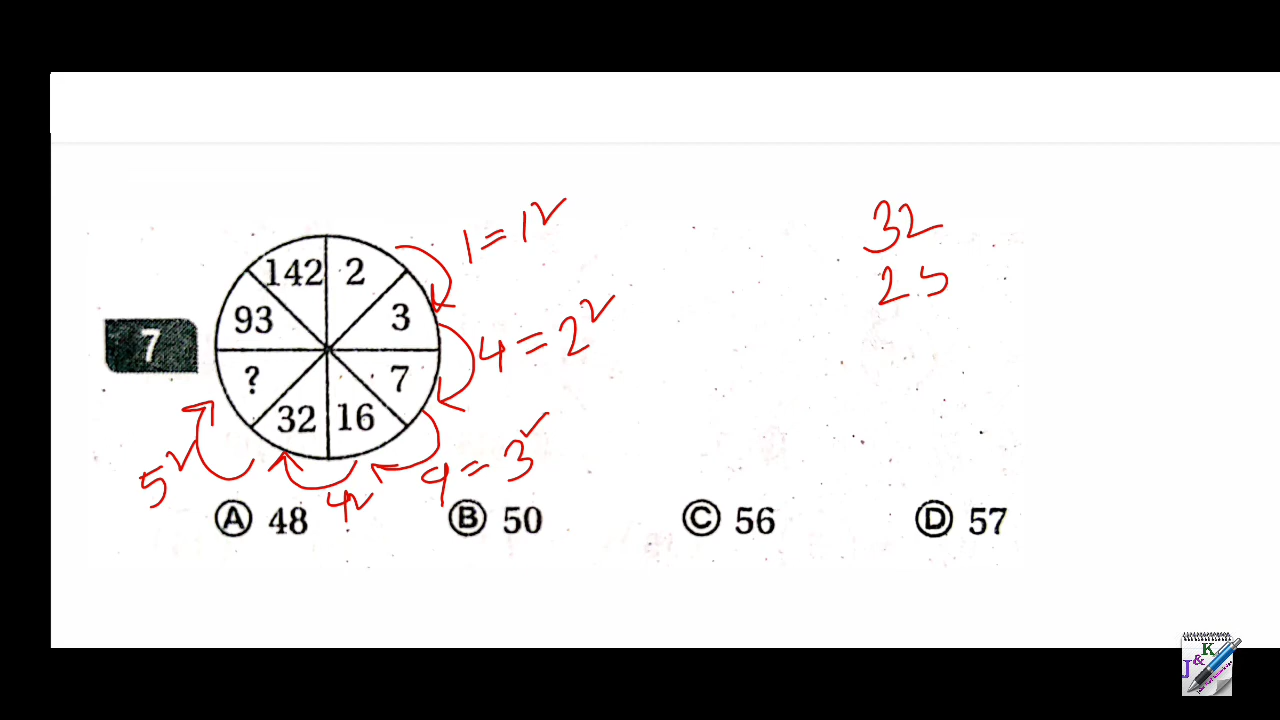 32
25
1 = 1²
142 2
93 3
4 = 2²
7
? 7
32 16
5²
4²
9 = 3²
Ⓐ 48 Ⓑ 50 Ⓒ 56 Ⓓ 57
J&K